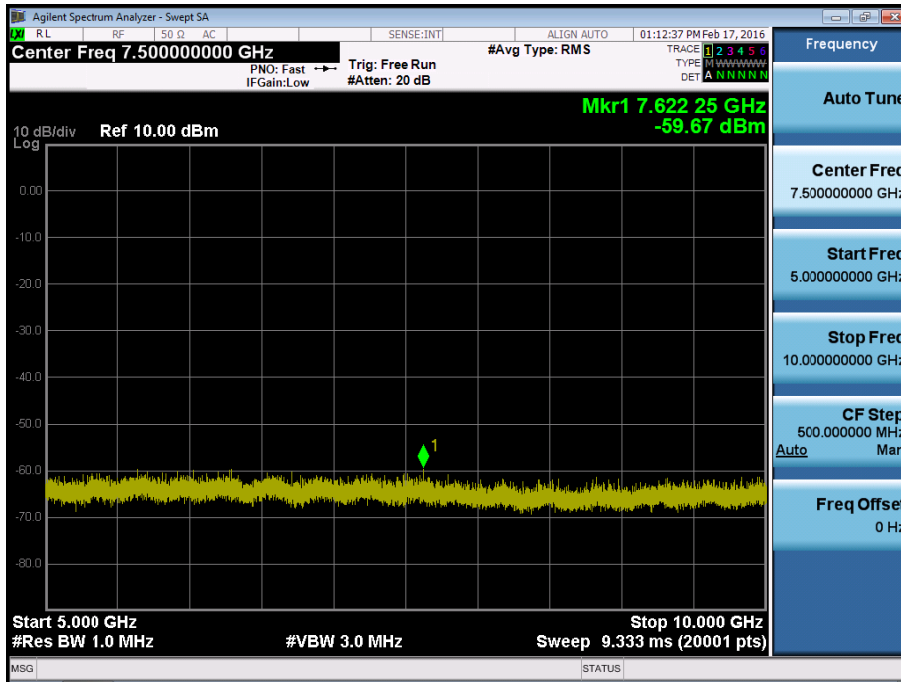 Agilent Spectrum Analyzer - Swept SA
LXI RL RF 50 Ω AC SENSE:INT ALIGN AUTO 01:12:37 PM Feb 17, 2016
Center Freq 7.500000000 GHz
#Avg Type: RMS
TRACE 1 2 3 4 5 6
PNO: Fast
Trig: Free Run
TYPE M W W W W W
IFGain:Low
#Atten: 20 dB
DET A N N N N N
Mkr1 7.622 25 GHz
-59.67 dBm
10 dB/div Ref 10.00 dBm
Log
0.00
-10.0
-20.0
-30.0
-40.0
-50.0
1
-60.0
-70.0
-80.0
Start 5.000 GHz Stop 10.000 GHz
#Res BW 1.0 MHz #VBW 3.0 MHz Sweep 9.333 ms (20001 pts)
MSG STATUS
Frequency
Auto Tune
Center Freq
7.500000000 GHz
Start Freq
5.000000000 GHz
Stop Freq
10.000000000 GHz
CF Step
500.000000 MHz
Auto Man
Freq Offset
0 Hz